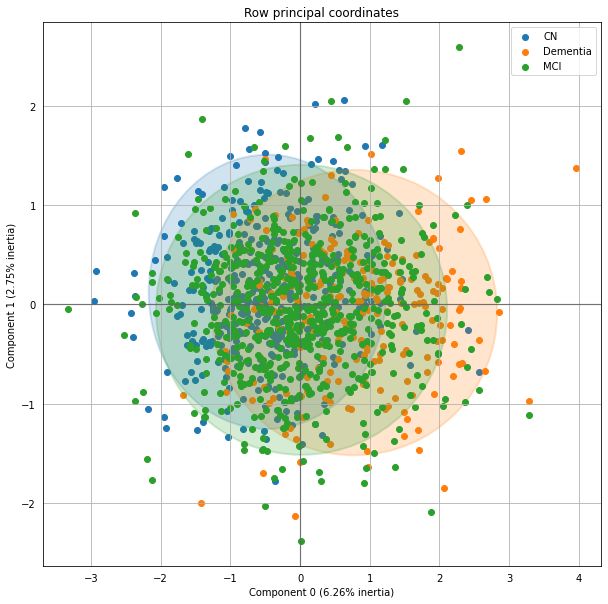 Row principal coordinates
CN
Dementia
MCI
2
1
0
−1
−2
Component 1 (2.75% inertia)
−3
−2
−1
0
1
2
3
4
Component 0 (6.26% inertia)